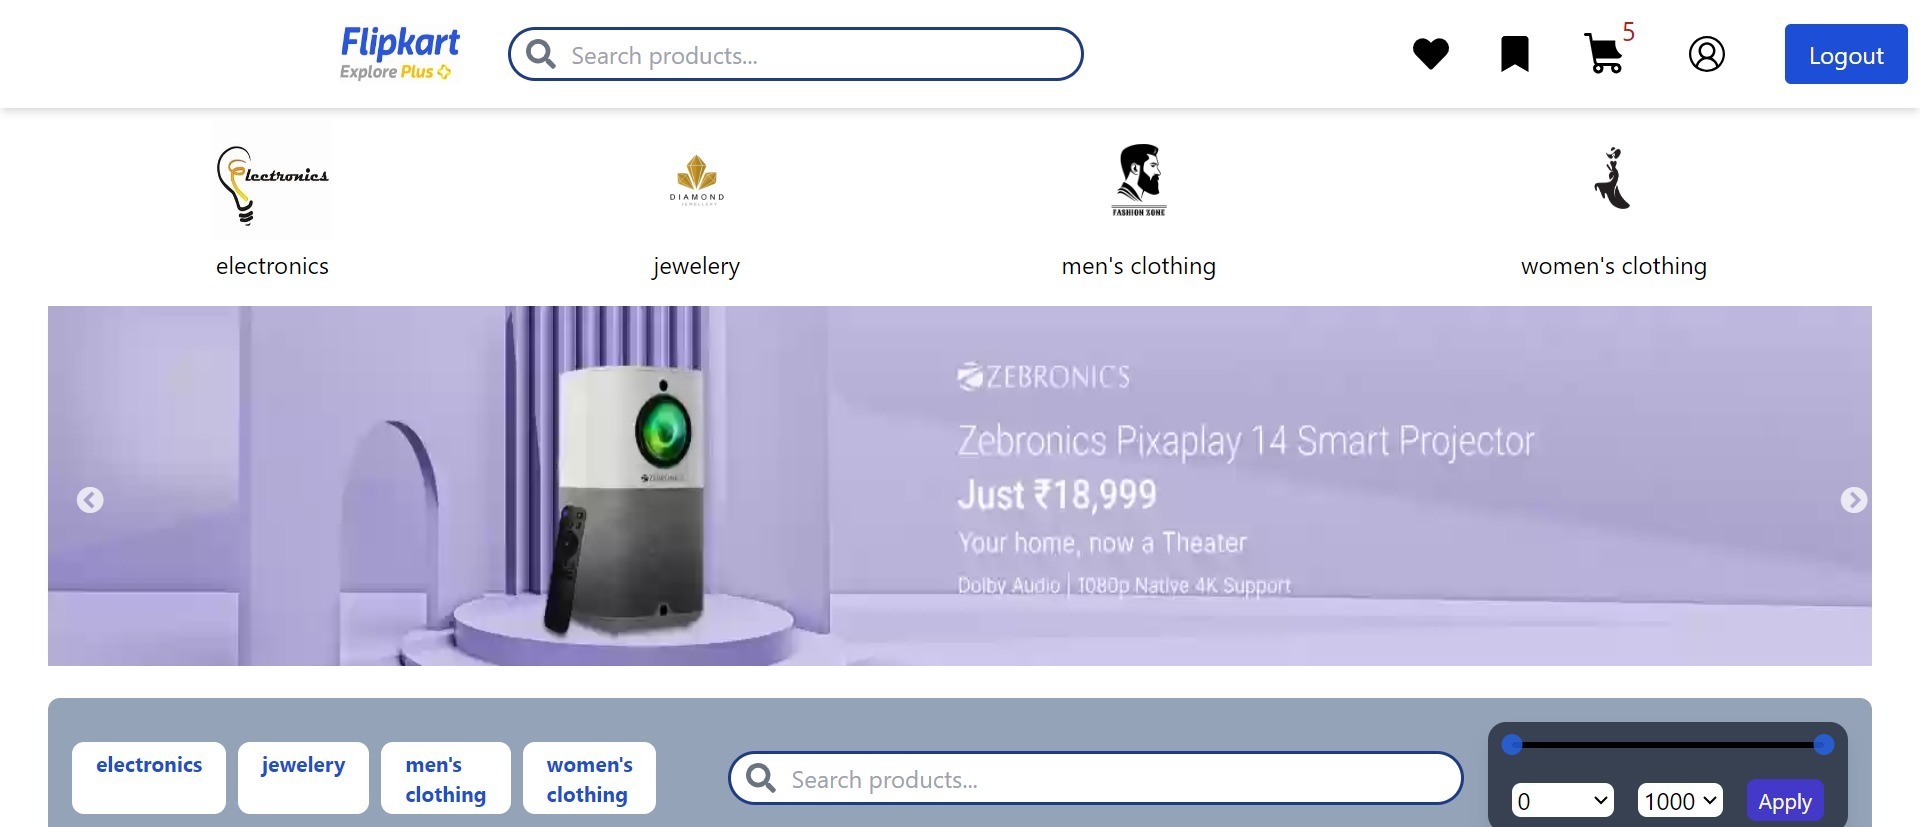 Flipkart
Explore Plus
Search products...
5
Logout
Electronics
DIAMOND
JEWELLERY
FASHION ZONE
electronics
jewelery
men's clothing
women's clothing
ZEBRONICS
Zebronics Pixaplay 14 Smart Projector
Just ₹18,999
Your home, now a Theater
Dolby Audio | 1080p Native 4K Support
ZEBRONICS
electronics
jewelery
men's
clothing
women's
clothing
Search products...
0
1000
Apply